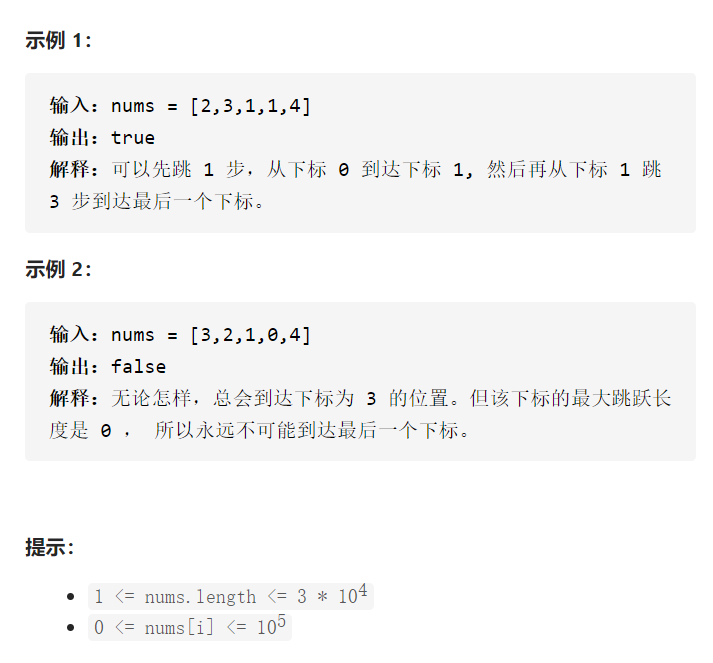 示例 1：
输入：nums = [2,3,1,1,4]
输出：true
解释：可以先跳 1 步，从下标 0 到达下标 1, 然后再从下标 1 跳
3 步到达最后一个下标。
示例 2：
输入：nums = [3,2,1,0,4]
输出：false
解释：无论怎样，总会到达下标为 3 的位置。但该下标的最大跳跃长
度是 0 ， 所以永远不可能到达最后一个下标。
提示：
• 1 <= nums.length <= 3 * 10⁴
• 0 <= nums[i] <= 10⁵